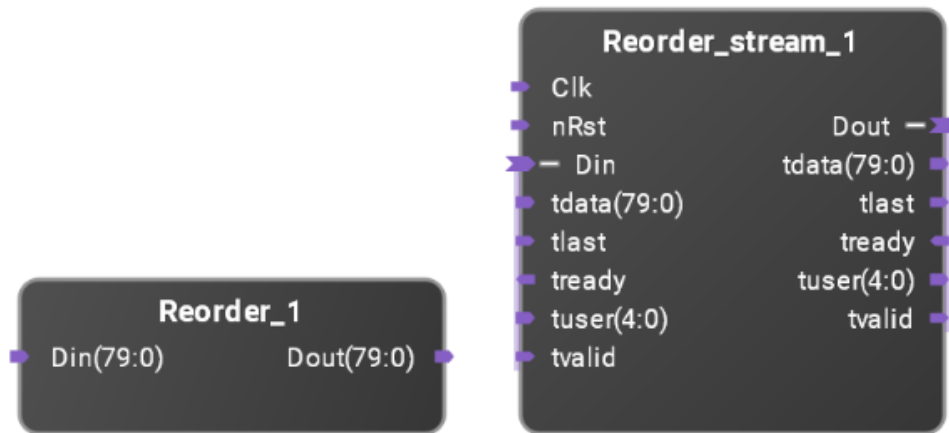 Reorder_1
Din(79:0) Dout(79:0)
Reorder_stream_1
Clk
nRst Dout
Din tdata(79:0)
tdata(79:0) tlast
tlast tready
tready tuser(4:0)
tuser(4:0) tvalid
tvalid